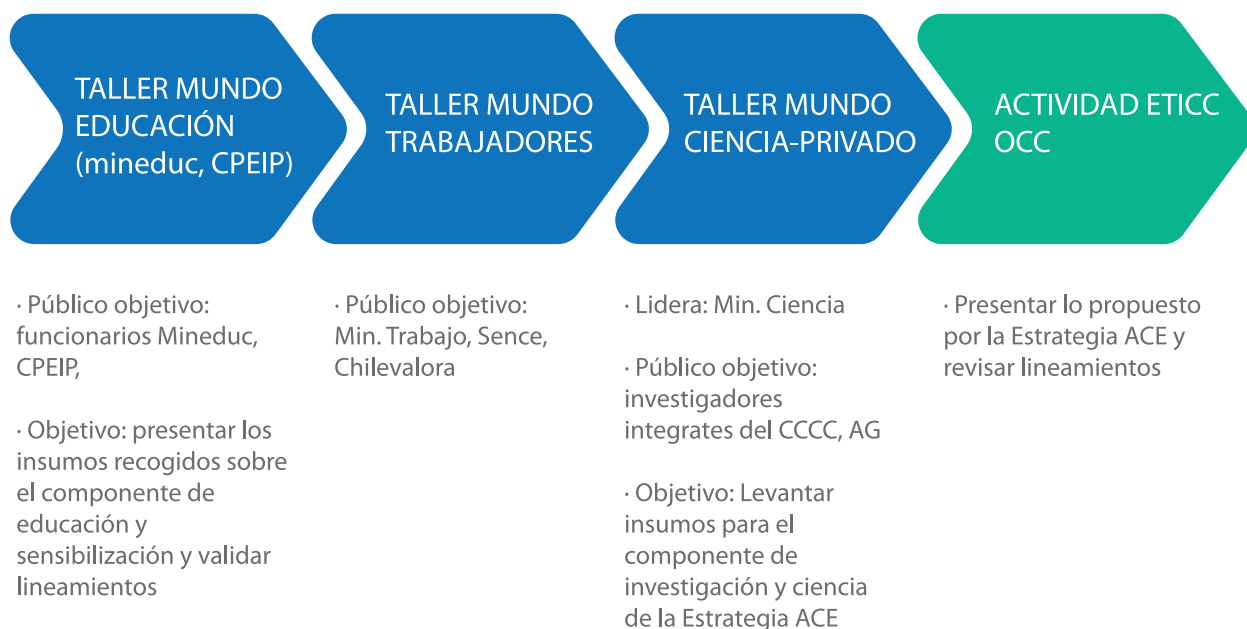 TALLER MUNDO
EDUCACIÓN
(mineduc, CPEIP)
TALLER MUNDO
TRABAJADORES
TALLER MUNDO
CIENCIA-PRIVADO
ACTIVIDAD ETICC
OCC
· Público objetivo:
funcionarios Mineduc,
CPEIP,
· Objetivo: presentar los
insumos recogidos sobre
el componente de
educación y
sensibilización y validar
lineamientos
· Público objetivo:
Min. Trabajo, Sence,
Chilevalora
· Lidera: Min. Ciencia
· Público objetivo:
investigadores
integrates del CCCC, AG
· Objetivo: Levantar
insumos para el
componente de
investigación y ciencia
de la Estrategia ACE
· Presentar lo propuesto
por la Estrategia ACE y
revisar lineamientos